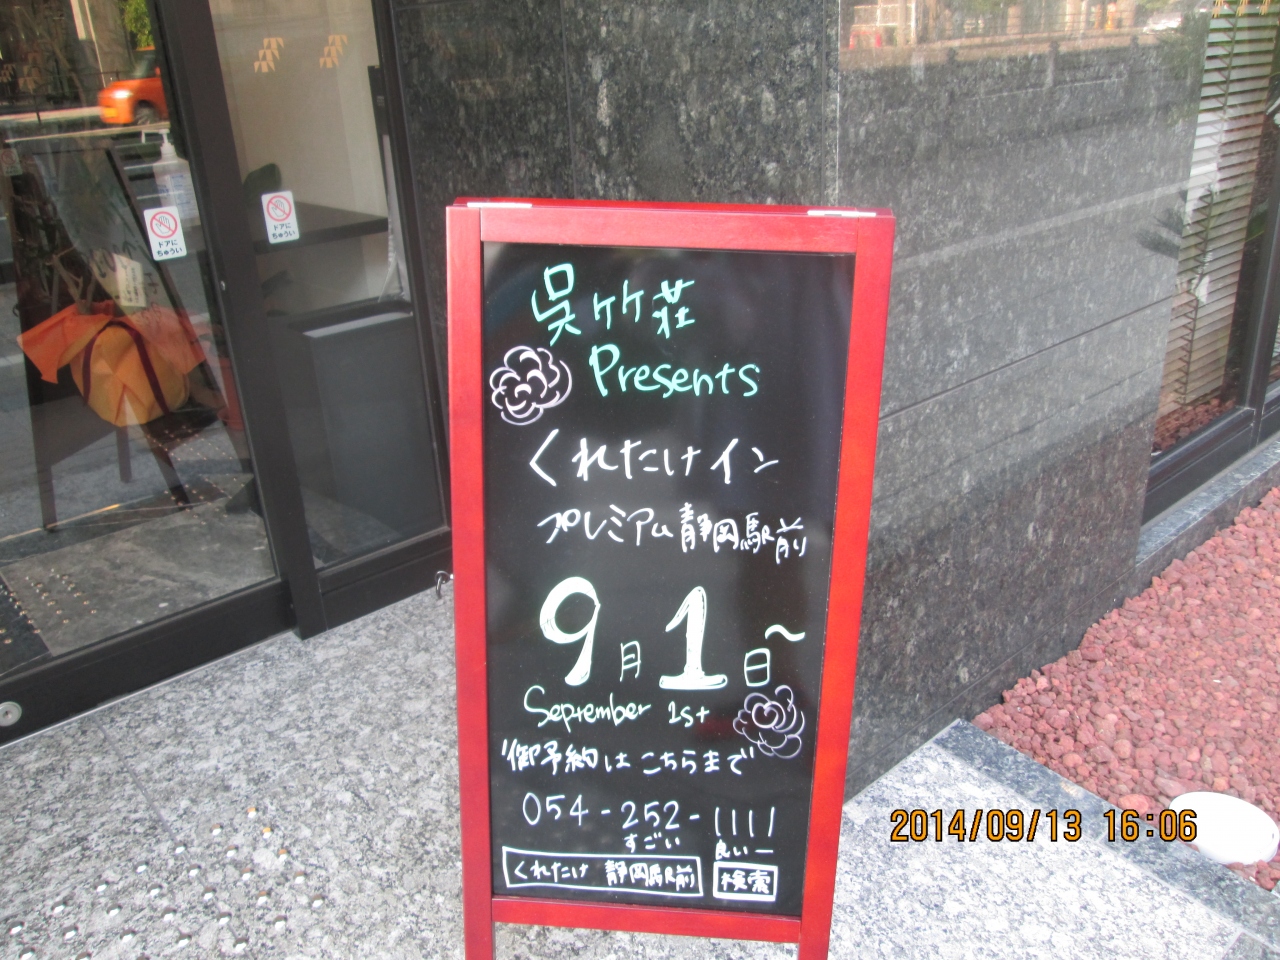 呉竹荘
Presents
くれたけイン
プレミアム静岡駅前
9月1日~
September 1st
"御予約はこちらまで"
054-252-1111
すごい 良いー
くれたけ 静岡駅前 検索
ドアに
ちゅうい
ドアに
ちゅうい
2014/09/13 16:06